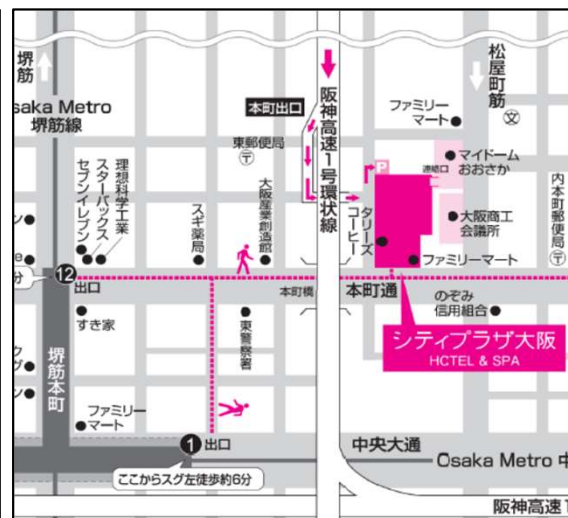 堺筋
saka Metro
堺筋線
本町出口
阪神高速1号環状線
松屋町筋
ファミリー
マート
文
東郵便局
〒
理想科学工業
スターバックス
セブンイレブン
スギ薬局
大阪産業創造館
P
連絡口
マイドーム
おおさか
大阪商工
会議所
内本町郵便局
〒
タリーズ
コーヒー
ファミリーマート
ン
e
分
12
出口
本町橋
本町通
のぞみ
信用組合
すき家
東警察署
シティプラザ大阪
HOTEL & SPA
堺筋本町
ク
グ
ン
ファミリー
マート
1
出口
中央大通
Osaka Metro 中
ここからスグ左徒歩約6分
阪神高速1